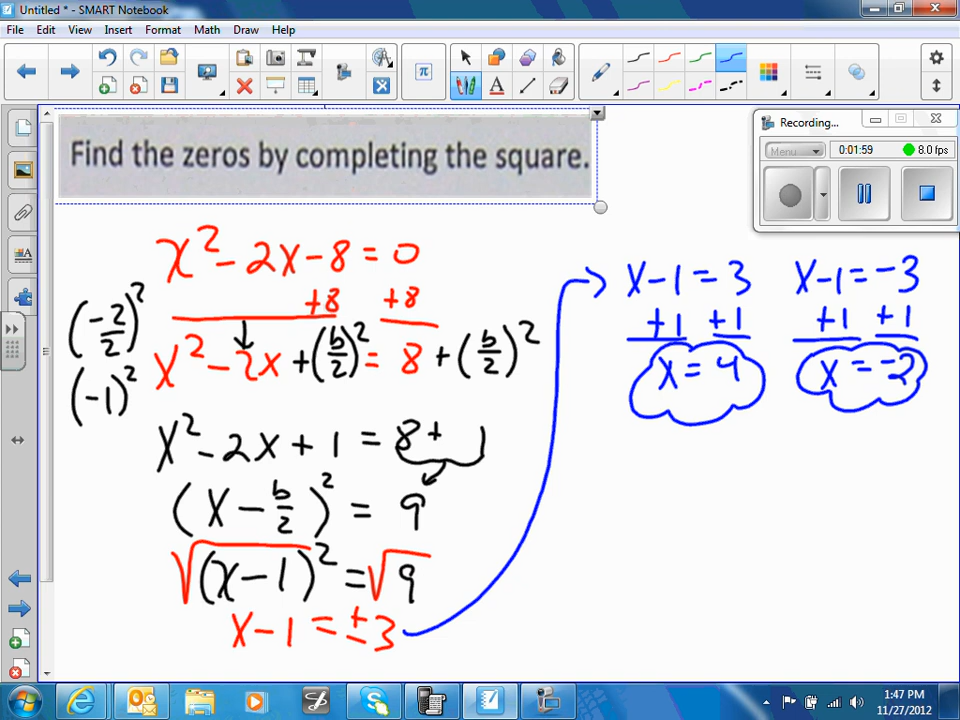 Untitled * - SMART Notebook
File Edit View Insert Format Math Draw Help
Find the zeros by completing the square.
Recording...
Menu 0:01:59 8.0 fps
x² - 2x - 8 = 0
+8 +8
x² - 2x + (b/2)² = 8 + (b/2)²
(-2/2)²
(-1)²
x² - 2x + 1 = 8 + 1
(x - b/2)² = 9
√(x - 1)² = √9
x - 1 = ± 3
x - 1 = 3
+1 +1
x = 4
x - 1 = -3
+1 +1
x = -2
1:47 PM
11/27/2012